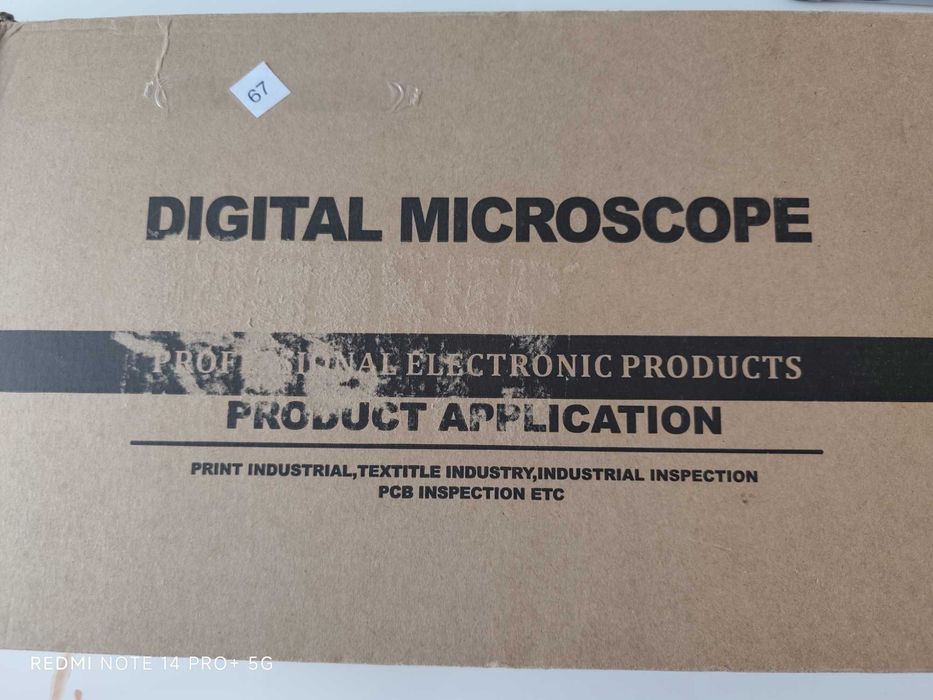 67
DIGITAL MICROSCOPE
PROFESSIONAL ELECTRONIC PRODUCTS
PRODUCT APPLICATION
PRINT INDUSTRIAL,TEXTITLE INDUSTRY,INDUSTRIAL INSPECTION
PCB INSPECTION ETC
REDMI NOTE 14 PRO+ 5G